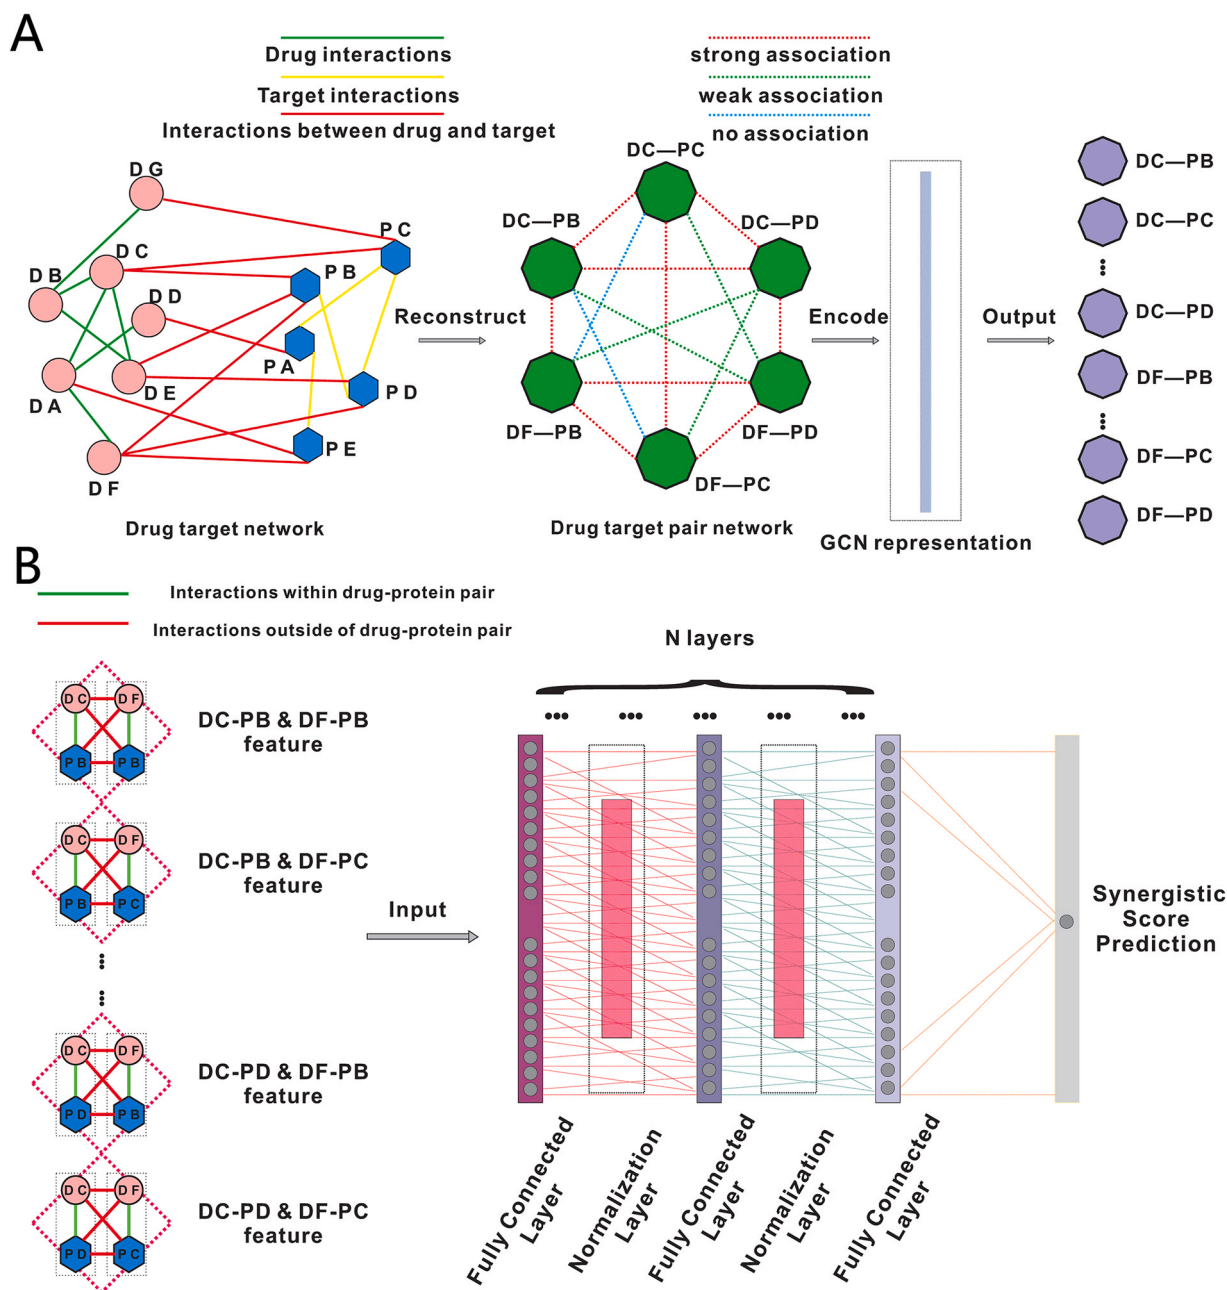 A
Drug interactions
Target interactions
Interactions between drug and target
strong association
weak association
no association
D G
D C
D B
D D
D A
D E
D F
P C
P B
P A
P D
P E
Drug target network
Reconstruct
DC—PC
DC—PB
DC—PD
DF—PB
DF—PD
DF—PC
Drug target pair network
Encode
GCN representation
Output
DC—PB
DC—PC
DC—PD
DF—PB
DF—PC
DF—PD
B
Interactions within drug-protein pair
Interactions outside of drug-protein pair
D C
D F
P B
P B
DC-PB & DF-PB
feature
D C
D F
P B
P C
DC-PB & DF-PC
feature
D C
D F
P D
P B
DC-PD & DF-PB
feature
D C
D F
P D
P C
DC-PD & DF-PC
feature
Input
N layers
Fully Connected
Layer
Normalization
Layer
Fully Connected
Layer
Normalization
Layer
Fully Connected
Layer
Synergistic
Score
Prediction